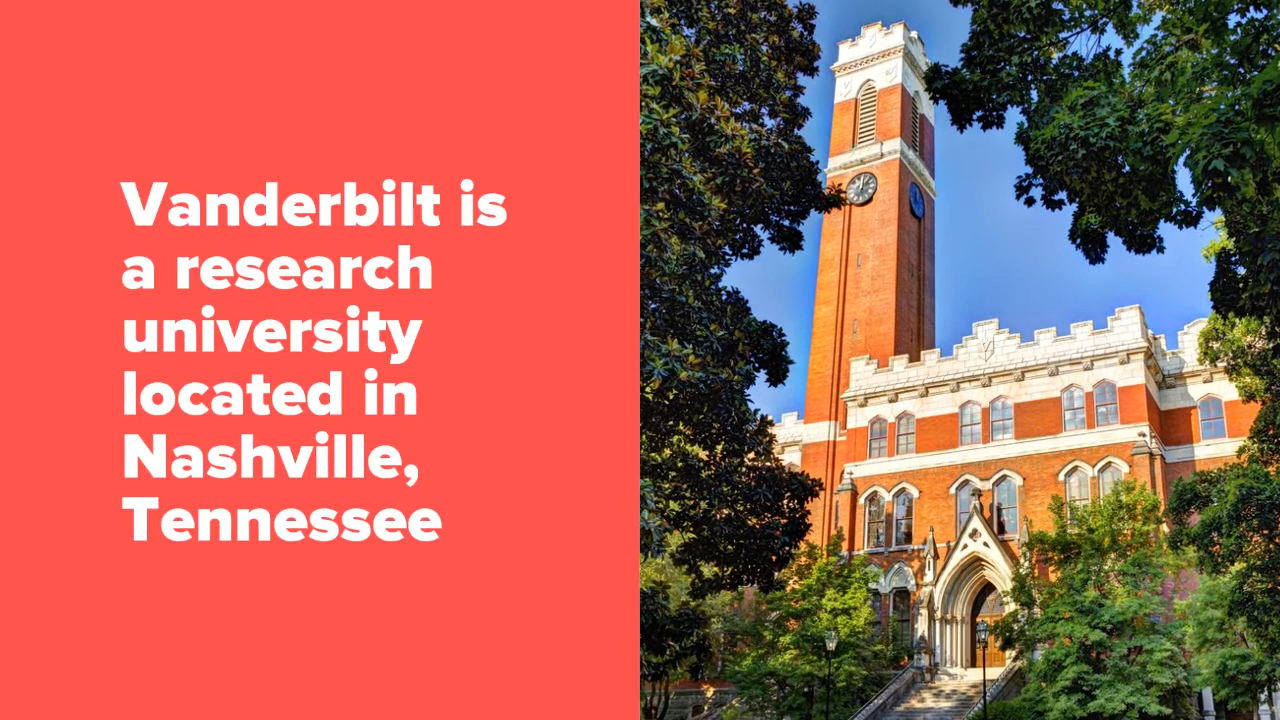 Vanderbilt is
a research
university
located in
Nashville,
Tennessee